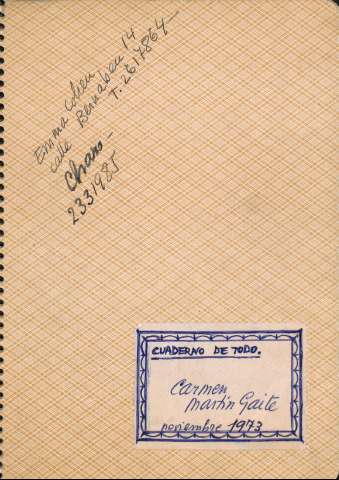 Emma Cohen
calle Bernabeu 14
T. 2617864
Charo -
2331985
CUADERNO DE TODO.
Carmen
Martín Gaite
noviembre 1973